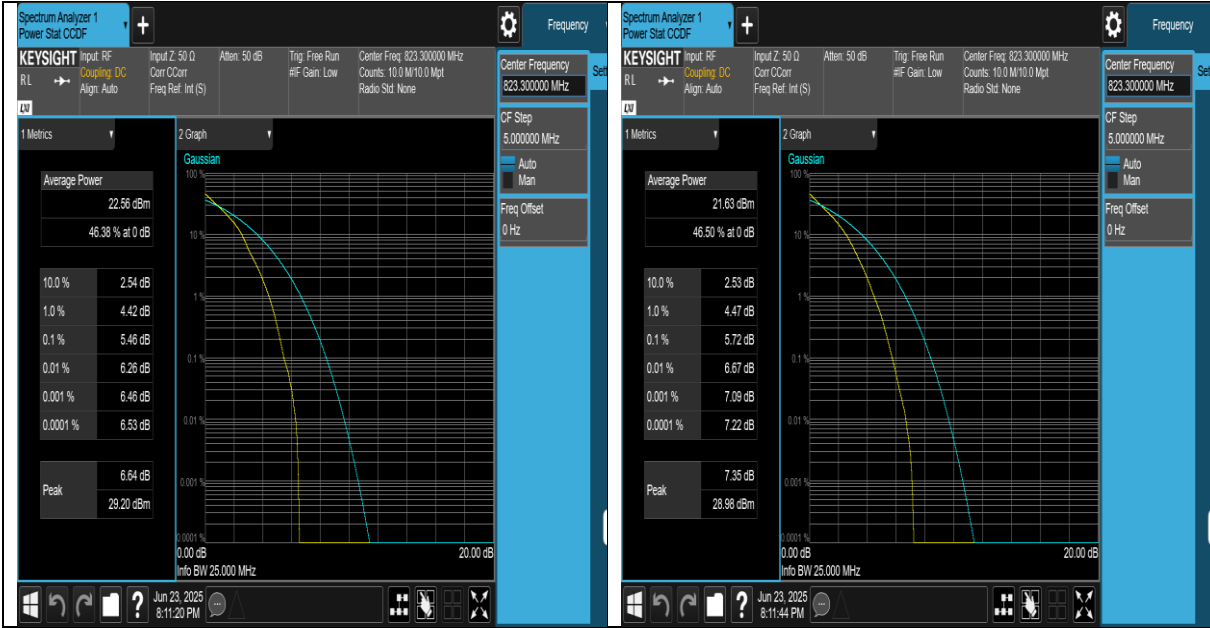 Spectrum Analyzer 1
Power Stat CCDF
+
Frequency
KEYSIGHT
RL
LXI
Input: RF
Coupling: DC
Align: Auto
Input Z: 50 Ω
Corr CCorr
Freq Ref: Int (S)
Atten: 50 dB
Trig: Free Run
#IF Gain: Low
Center Freq: 823.300000 MHz
Counts: 10.0 M/10.0 Mpt
Radio Std: None
Center Frequency
823.300000 MHz
Sett
CF Step
5.000000 MHz
Auto
Man
Freq Offset
0 Hz
1 Metrics
2 Graph
Average Power
22.56 dBm
46.38 % at 0 dB
10.0 % 2.54 dB
1.0 % 4.42 dB
0.1 % 5.46 dB
0.01 % 6.26 dB
0.001 % 6.46 dB
0.0001 % 6.53 dB
Peak
6.64 dB
29.20 dBm
Gaussian
100 %
10 %
1 %
0.1 %
0.01 %
0.001 %
0.0001 %
0.00 dB
20.00 dB
Info BW 25.000 MHz
?
Jun 23, 2025
8:11:20 PM
Spectrum Analyzer 1
Power Stat CCDF
+
Frequency
KEYSIGHT
RL
LXI
Input: RF
Coupling: DC
Align: Auto
Input Z: 50 Ω
Corr CCorr
Freq Ref: Int (S)
Atten: 50 dB
Trig: Free Run
#IF Gain: Low
Center Freq: 823.300000 MHz
Counts: 10.0 M/10.0 Mpt
Radio Std: None
Center Frequency
823.300000 MHz
Se
CF Step
5.000000 MHz
Auto
Man
Freq Offset
0 Hz
1 Metrics
2 Graph
Average Power
21.63 dBm
46.50 % at 0 dB
10.0 % 2.53 dB
1.0 % 4.47 dB
0.1 % 5.72 dB
0.01 % 6.67 dB
0.001 % 7.09 dB
0.0001 % 7.22 dB
Peak
7.35 dB
28.98 dBm
Gaussian
100 %
10 %
1 %
0.1 %
0.01 %
0.001 %
0.0001 %
0.00 dB
20.00 dB
Info BW 25.000 MHz
?
Jun 23, 2025
8:11:44 PM